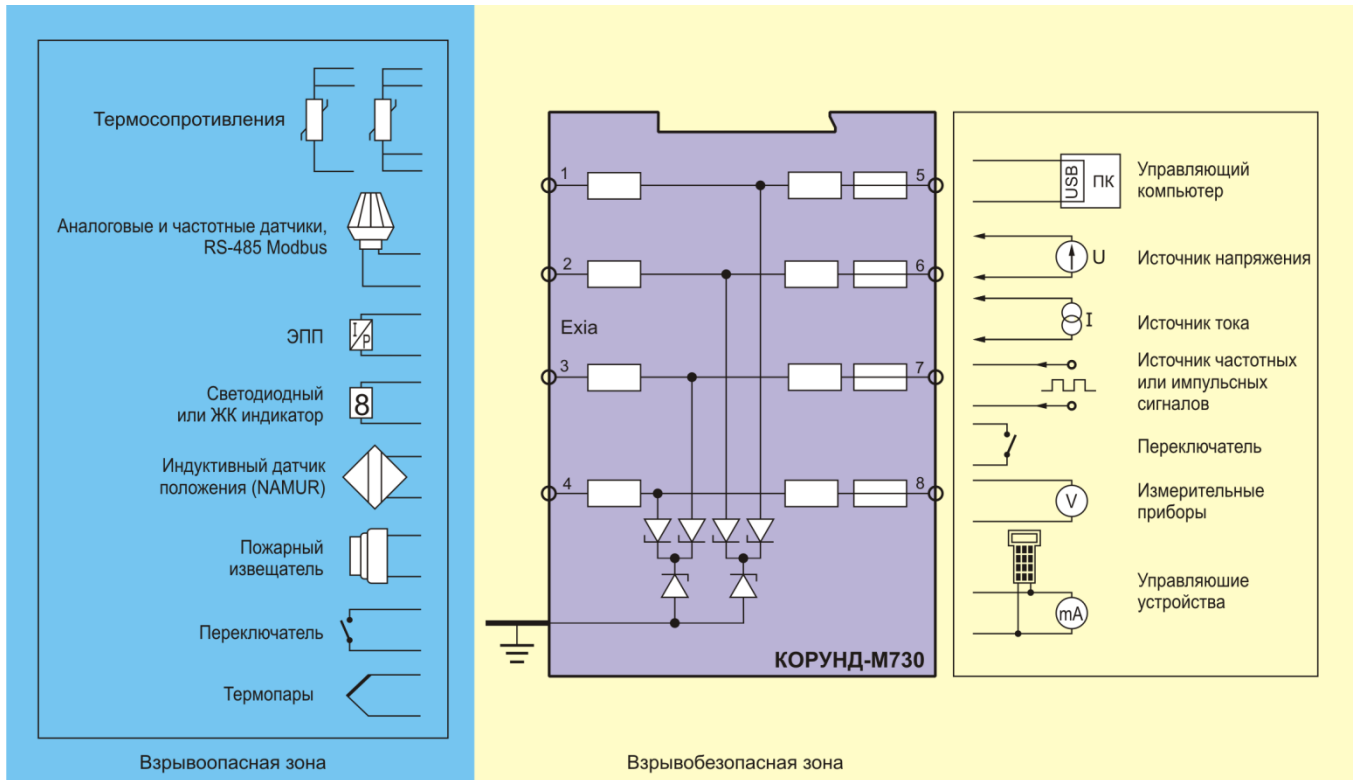 Термосопротивления
Аналоговые и частотные датчики,
RS-485 Modbus
ЭПП
I/P
Светодиодный
или ЖК индикатор
8
Индуктивный датчик
положения (NAMUR)
Пожарный
извещатель
Переключатель
Термопары
Взрывоопасная зона
1
5
2
6
Exia
3
7
4
8
КОРУНД-М730
Взрывобезопасная зона
USB
ПК
Управляющий
компьютер
U
Источник напряжения
I
Источник тока
Источник частотных
или импульсных
сигналов
Переключатель
V
Измерительные
приборы
mA
Управляюшие
устройства